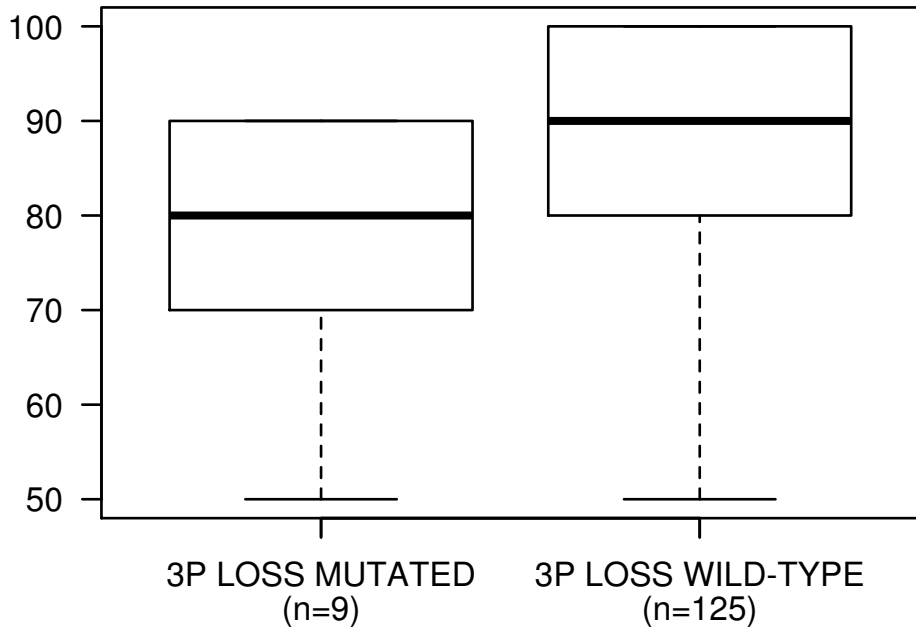 100
90
80
70
60
50
3P LOSS MUTATED
(n=9)
3P LOSS WILD-TYPE
(n=125)